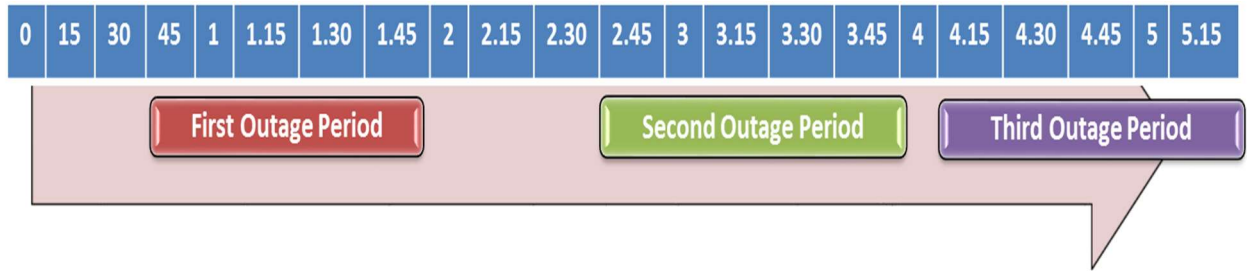 0 15 30 45 1 1.15 1.30 1.45 2 2.15 2.30 2.45 3 3.15 3.30 3.45 4 4.15 4.30 4.45 5 5.15
First Outage Period Second Outage Period Third Outage Period